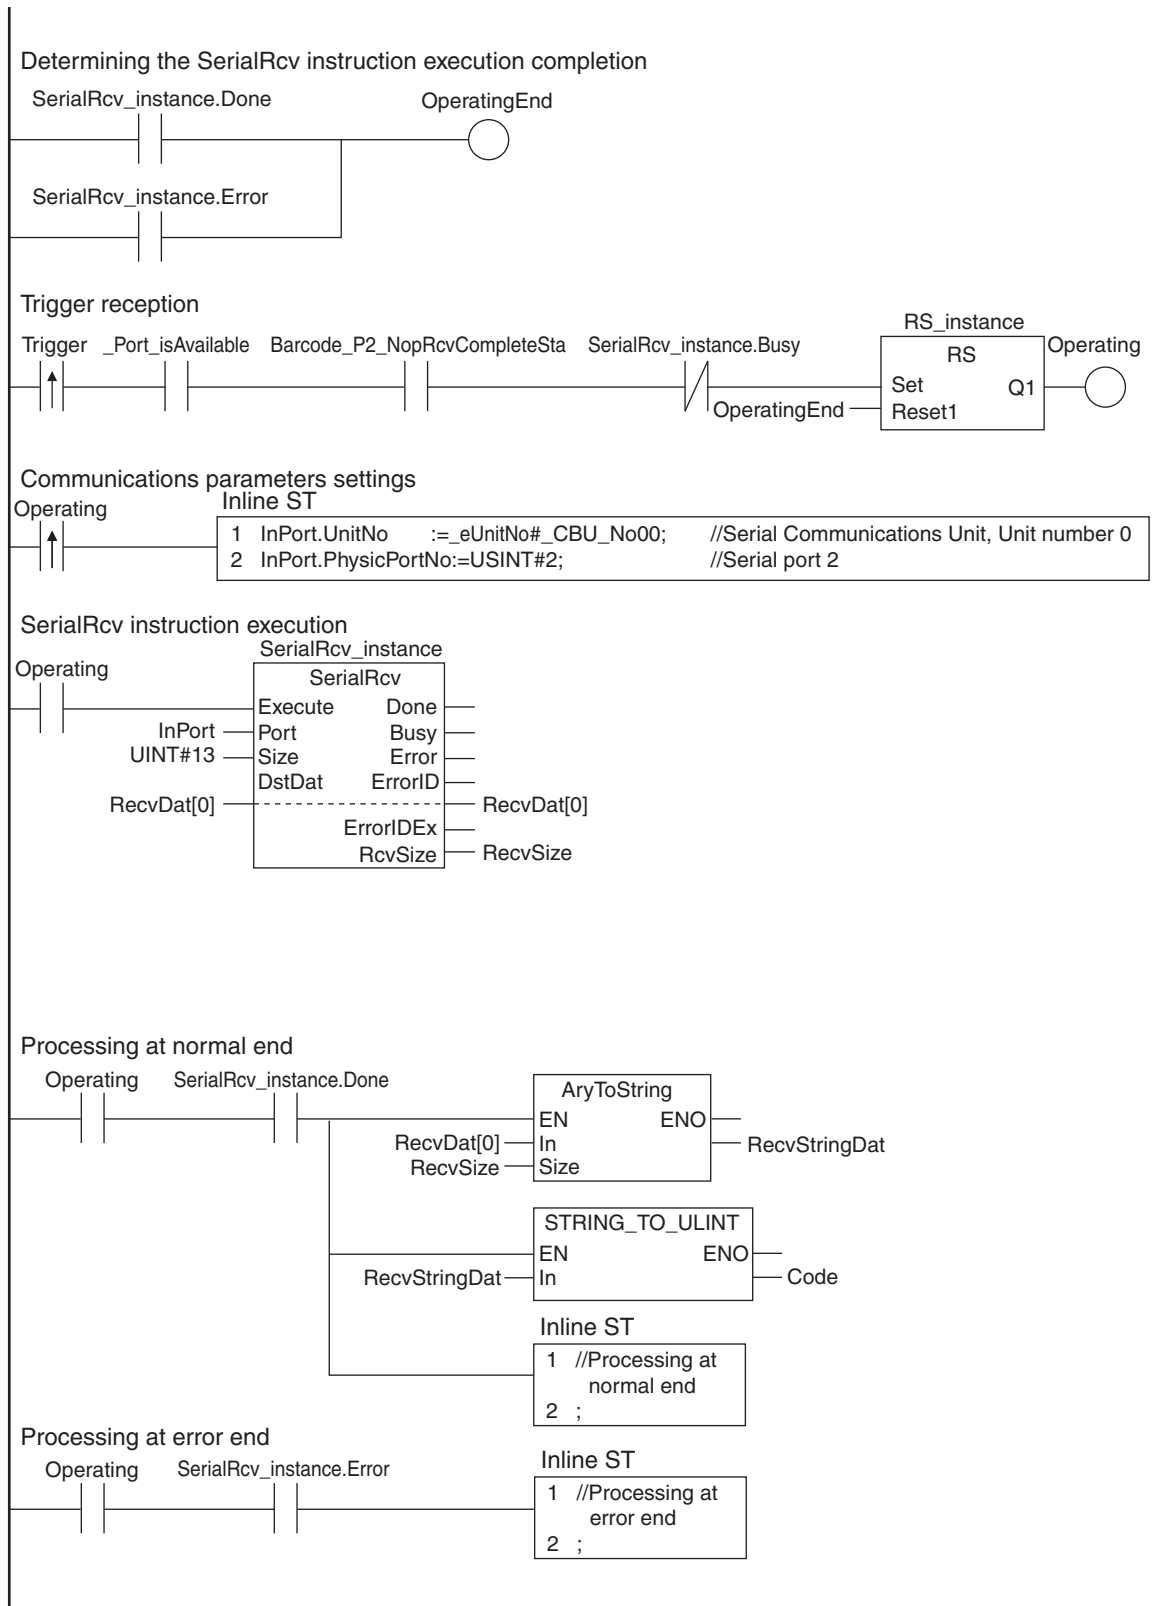 Determining the SerialRcv instruction execution completion
SerialRcv_instance.Done
OperatingEnd
SerialRcv_instance.Error
Trigger reception
RS_instance
Trigger _Port_isAvailable Barcode_P2_NopRcvCompleteSta SerialRcv_instance.Busy
RS
Operating
Set Q1
OperatingEnd
Reset1
Communications parameters settings
Operating
Inline ST
1 InPort.UnitNo :=_eUnitNo#_CBU_No00; //Serial Communications Unit, Unit number 0
2 InPort.PhysicPortNo:=USINT#2; //Serial port 2
SerialRcv instruction execution
SerialRcv_instance
Operating
SerialRcv
Execute Done
InPort Port Busy
UINT#13 Size Error
DstDat ErrorID
RecvDat[0] RecvDat[0]
ErrorIDEx
RcvSize RecvSize
Processing at normal end
Operating SerialRcv_instance.Done
AryToString
EN ENO
RecvDat[0] In RecvStringDat
RecvSize Size
STRING_TO_ULINT
EN ENO
RecvStringDat In Code
Inline ST
1 //Processing at
normal end
2 ;
Processing at error end
Operating SerialRcv_instance.Error
Inline ST
1 //Processing at
error end
2 ;